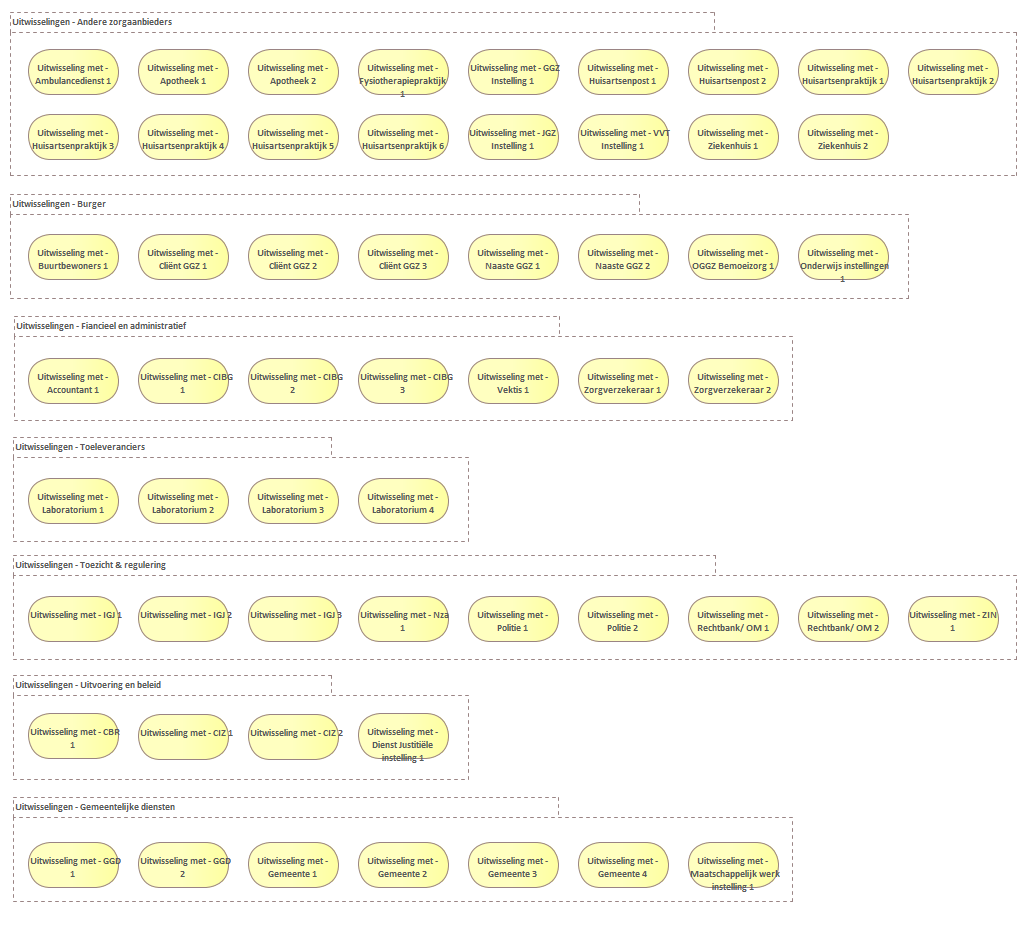 Uitwisselingen - Andere zorgaanbieders
Uitwisseling met -
Ambulancedienst 1
Uitwisseling met -
Apotheek 1
Uitwisseling met -
Apotheek 2
Uitwisseling met -
Fysiotherapiepraktijk
1
Uitwisseling met - GGZ
Instelling 1
Uitwisseling met -
Huisartsenpost 1
Uitwisseling met -
Huisartsenpost 2
Uitwisseling met -
Huisartsenpraktijk 1
Uitwisseling met -
Huisartsenpraktijk 2
Uitwisseling met -
Huisartsenpraktijk 3
Uitwisseling met -
Huisartsenpraktijk 4
Uitwisseling met -
Huisartsenpraktijk 5
Uitwisseling met -
Huisartsenpraktijk 6
Uitwisseling met - JGZ
Instelling 1
Uitwisseling met - VVT
Instelling 1
Uitwisseling met -
Ziekenhuis 1
Uitwisseling met -
Ziekenhuis 2
Uitwisselingen - Burger
Uitwisseling met -
Buurtbewoners 1
Uitwisseling met -
Cliënt GGZ 1
Uitwisseling met -
Cliënt GGZ 2
Uitwisseling met -
Cliënt GGZ 3
Uitwisseling met -
Naaste GGZ 1
Uitwisseling met -
Naaste GGZ 2
Uitwisseling met -
OGGZ Bemoeizorg 1
Uitwisseling met -
Onderwijs instellingen
1
Uitwisselingen - Fiancieel en administratief
Uitwisseling met -
Accountant 1
Uitwisseling met - CIBG
1
Uitwisseling met - CIBG
2
Uitwisseling met - CIBG
3
Uitwisseling met -
Vektis 1
Uitwisseling met -
Zorgverzekeraar 1
Uitwisseling met -
Zorgverzekeraar 2
Uitwisselingen - Toeleveranciers
Uitwisseling met -
Laboratorium 1
Uitwisseling met -
Laboratorium 2
Uitwisseling met -
Laboratorium 3
Uitwisseling met -
Laboratorium 4
Uitwisselingen - Toezicht & regulering
Uitwisseling met - IGJ 1
Uitwisseling met - IGJ 2
Uitwisseling met - IGJ 3
Uitwisseling met - Nza
1
Uitwisseling met -
Politie 1
Uitwisseling met -
Politie 2
Uitwisseling met -
Rechtbank/ OM 1
Uitwisseling met -
Rechtbank/ OM 2
Uitwisseling met - ZIN
1
Uitwisselingen - Uitvoering en beleid
Uitwisseling met - CBR
1
Uitwisseling met - CIZ 1
Uitwisseling met - CIZ 2
Uitwisseling met -
Dienst Justitiële
instelling 1
Uitwisselingen - Gemeentelijke diensten
Uitwisseling met - GGD
1
Uitwisseling met - GGD
2
Uitwisseling met -
Gemeente 1
Uitwisseling met -
Gemeente 2
Uitwisseling met -
Gemeente 3
Uitwisseling met -
Gemeente 4
Uitwisseling met -
Maatschappelijk werk
instelling 1